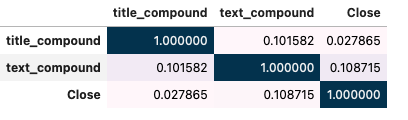 title_compound text_compound Close
title_compound 1.000000 0.101582 0.027865
text_compound 0.101582 1.000000 0.108715
Close 0.027865 0.108715 1.000000